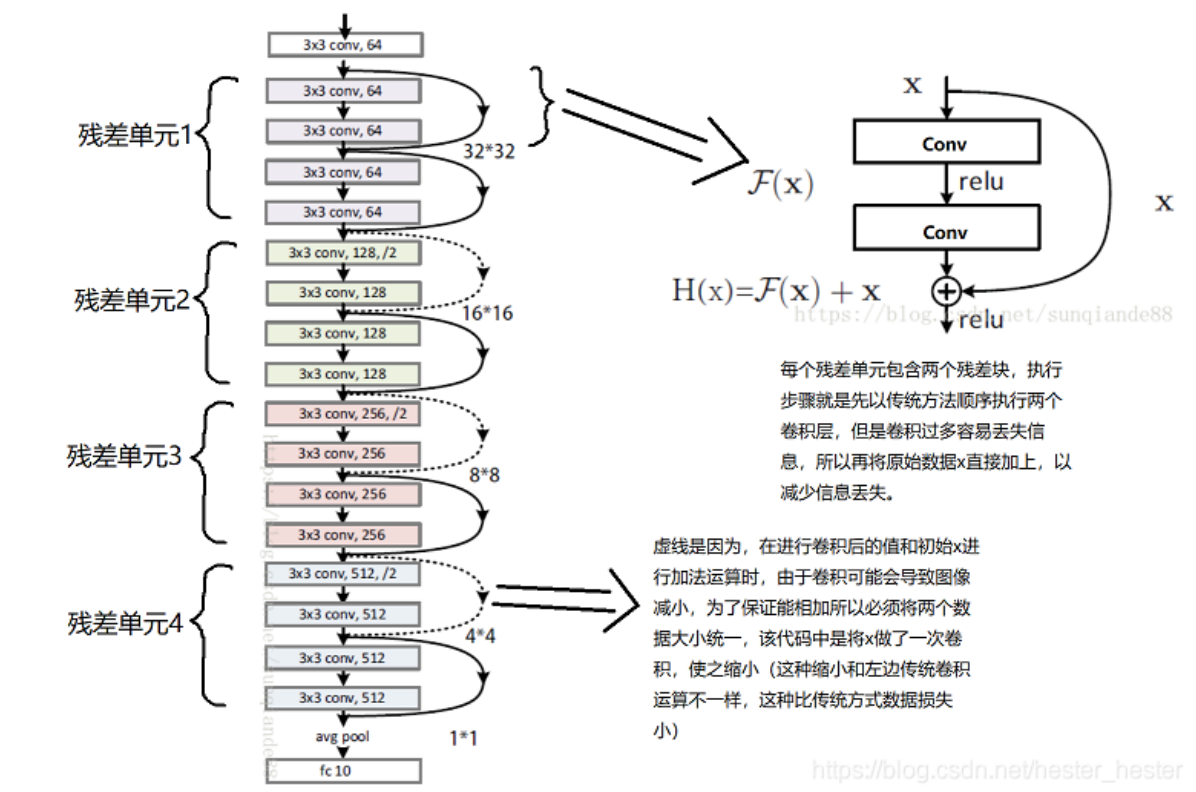 3x3 conv, 64
残差单元1
3x3 conv, 64
3x3 conv, 64
32*32
3x3 conv, 64
3x3 conv, 64
残差单元2
3x3 conv, 128, /2
3x3 conv, 128
16*16
3x3 conv, 128
3x3 conv, 128
残差单元3
3x3 conv, 256, /2
3x3 conv, 256
8*8
3x3 conv, 256
3x3 conv, 256
残差单元4
3x3 conv, 512, /2
3x3 conv, 512
4*4
3x3 conv, 512
3x3 conv, 512
avg pool
1*1
fc 10
x
Conv
relu
F(x)
x
Conv
H(x)=F(x) + x
relu
https://blog.csdn.net/sunqiande88
每个残差单元包含两个残差块，执行
步骤就是先以传统方法顺序执行两个
卷积层，但是卷积过多容易丢失信
息，所以再将原始数据x直接加上，以
减少信息丢失。
虚线是因为，在进行卷积后的值和初始x进
行加法运算时，由于卷积可能会导致图像
减小，为了保证能相加所以必须将两个数
据大小统一，该代码中是将x做了一次卷
积，使之缩小（这种缩小和左边传统卷积
运算不一样，这种比传统方式数据损失
小）
https://blog.csdn.net/hester_hester